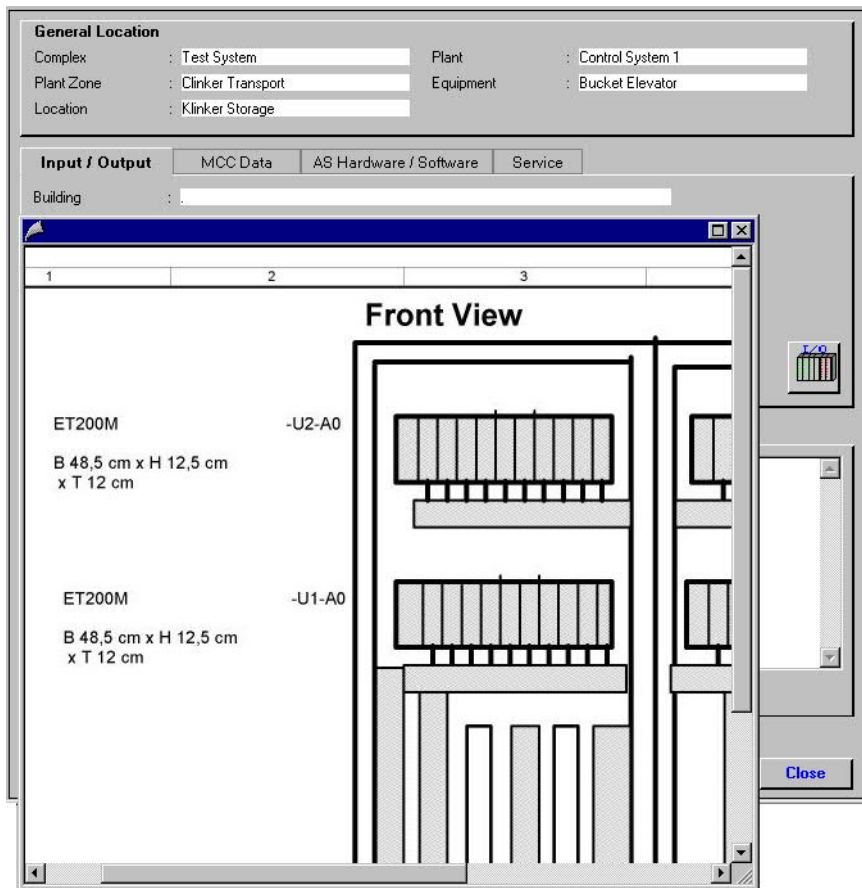 General Location
Complex : Test System Plant : Control System 1
Plant Zone : Clinker Transport Equipment : Bucket Elevator
Location : Klinker Storage
Input / Output MCC Data AS Hardware / Software Service
Building : .
1 2 3
Front View
I/O
ET200M -U2-A0
B 48,5 cm x H 12,5 cm
x T 12 cm
ET200M -U1-A0
B 48,5 cm x H 12,5 cm
x T 12 cm
Close